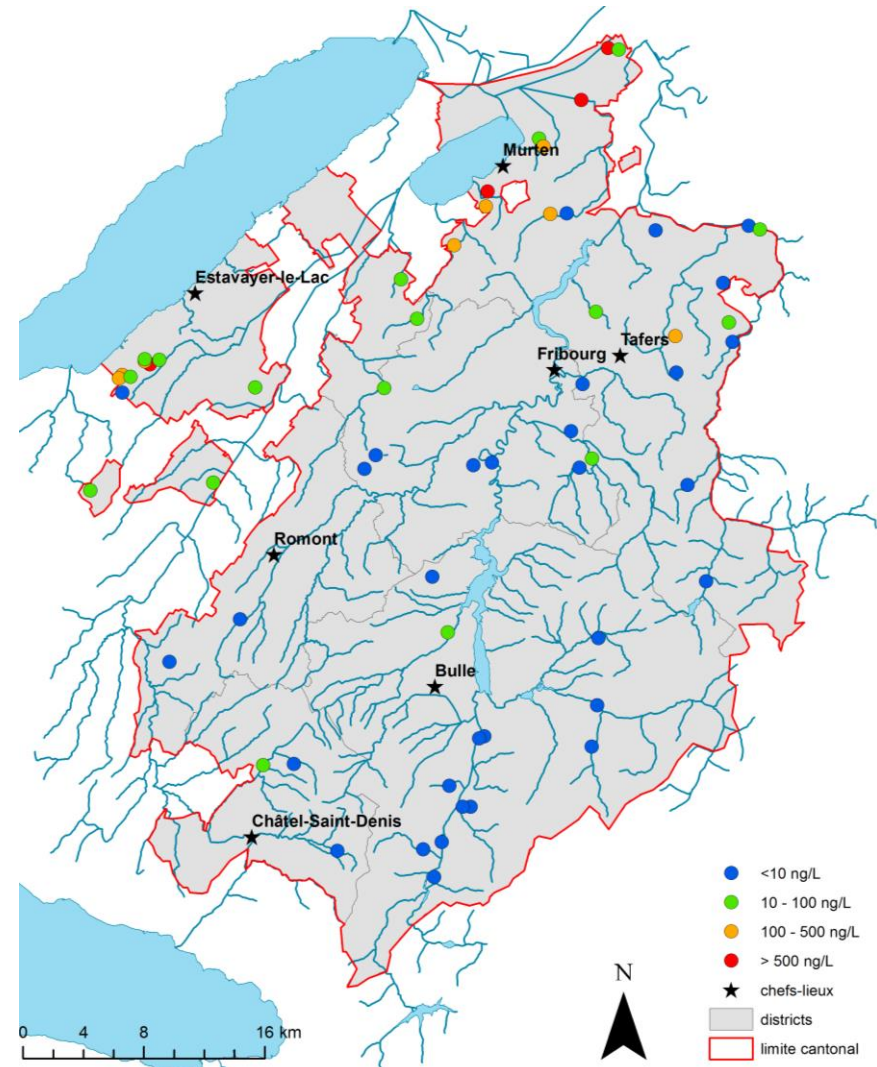 Murten
Estavayer-le-Lac
Tafers
Fribourg
Romont
Bulle
Châtel-Saint-Denis
<10 ng/L
10 - 100 ng/L
100 - 500 ng/L
> 500 ng/L
chefs-lieux
districts
limite cantonal
N
0 4 8 16 km